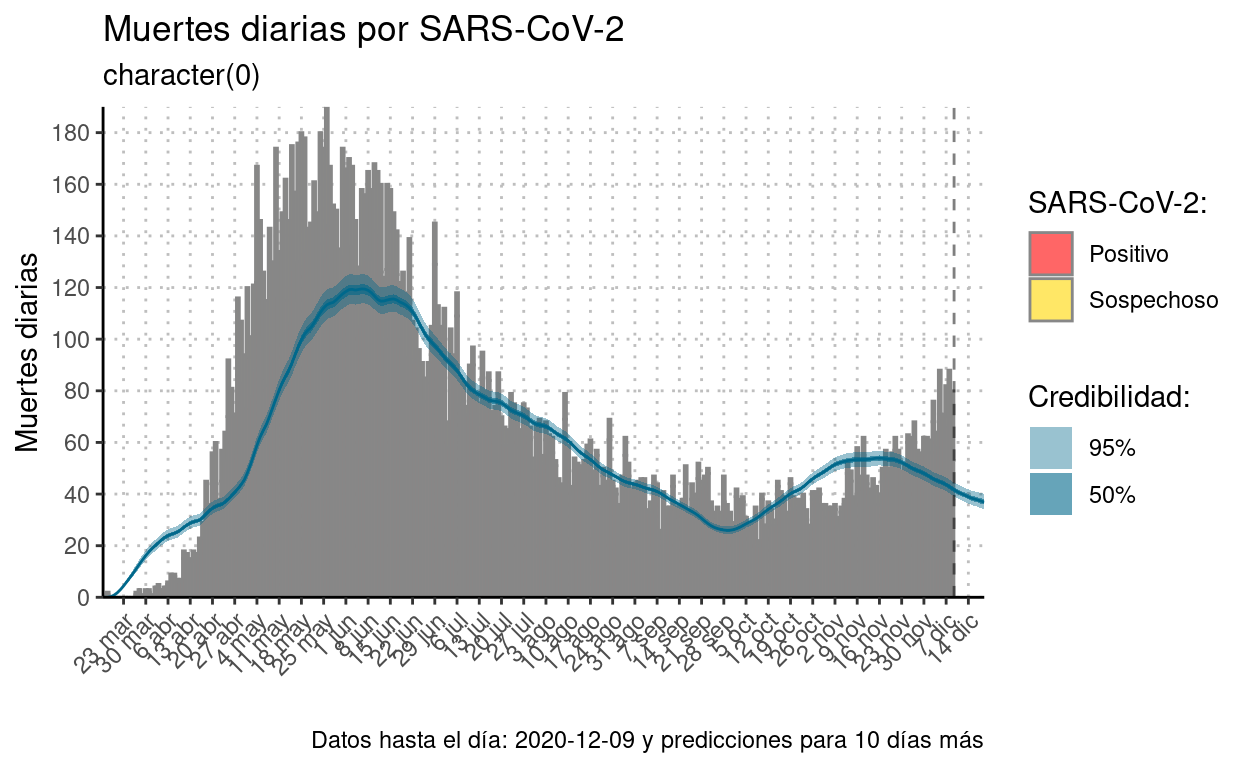 Muertes diarias por SARS-CoV-2
character(0)
Muertes diarias
180
160
140
120
100
80
60
40
20
0
23 mar
30 mar
6 abr
13 abr
20 abr
27 abr
4 may
11 may
18 may
25 may
1 jun
8 jun
15 jun
22 jun
29 jun
6 jul
13 jul
20 jul
27 jul
3 ago
10 ago
17 ago
24 ago
31 ago
7 sep
14 sep
21 sep
28 sep
5 oct
12 oct
19 oct
26 oct
2 nov
9 nov
16 nov
23 nov
30 nov
7 dic
14 dic
SARS-CoV-2:
Positivo
Sospechoso
Credibilidad:
95%
50%
Datos hasta el día: 2020-12-09 y predicciones para 10 días más